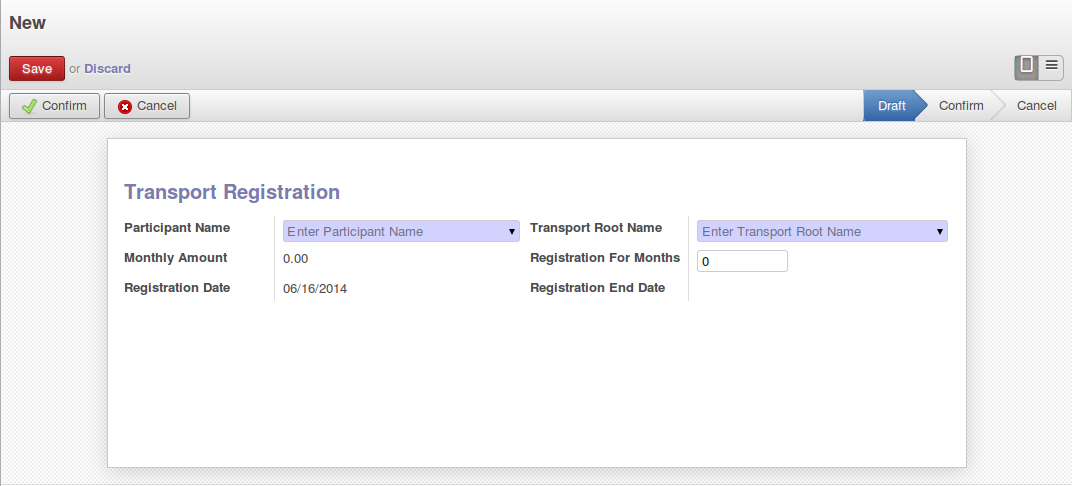 New
Save or Discard
Confirm Cancel Draft Confirm Cancel
Transport Registration
Participant Name Enter Participant Name Transport Root Name Enter Transport Root Name
Monthly Amount 0.00 Registration For Months 0
Registration Date 06/16/2014 Registration End Date